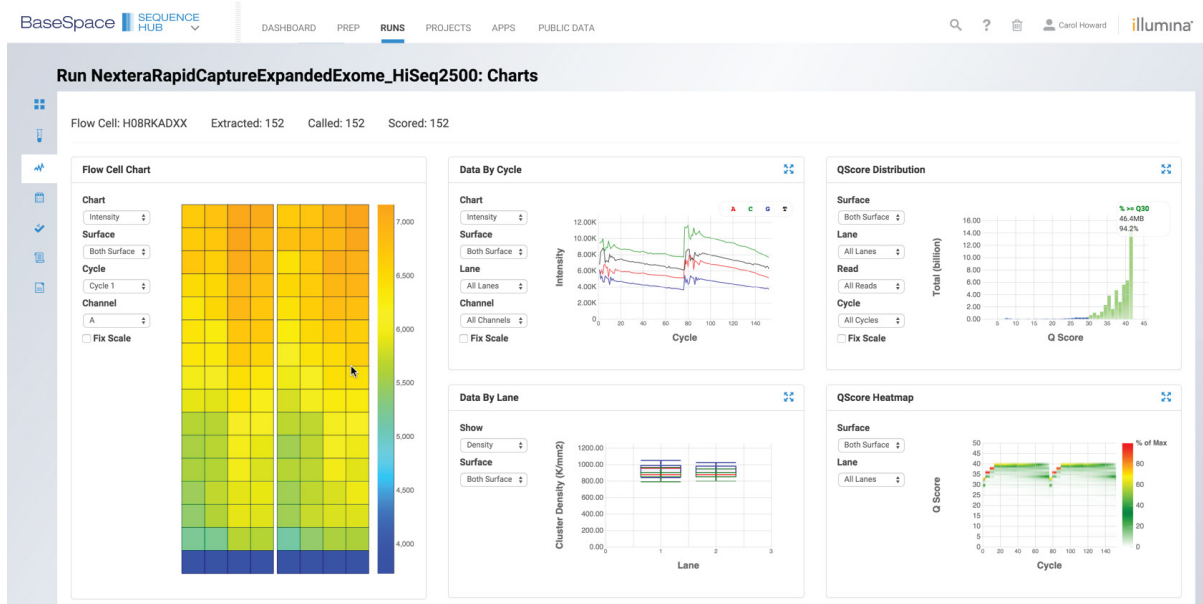 BaseSpace SEQUENCE HUB
DASHBOARD PREP RUNS PROJECTS APPS PUBLIC DATA
Carol Howard
illumina
Run NexteraRapidCaptureExpandedExome_HiSeq2500: Charts
Flow Cell: H08RKADXX Extracted: 152 Called: 152 Scored: 152
Flow Cell Chart
Chart
Intensity
Surface
Both Surface
Cycle
Cycle 1
Channel
A
Fix Scale
7,000
6,500
6,000
5,500
5,000
4,500
4,000
Data By Cycle
Chart
Intensity
Surface
Both Surface
Lane
All Lanes
Channel
All Channels
Fix Scale
A C G T
Intensity
12.00K
10.00K
8.00K
6.00K
4.00K
2.00K
0
0 20 40 60 80 100 120 140
Cycle
QScore Distribution
Surface
Both Surface
Lane
All Lanes
Read
All Reads
Cycle
All Cycles
Fix Scale
% >= Q30
46.4MB
94.2%
Total (billion)
16.00
14.00
12.00
10.00
8.00
6.00
4.00
2.00
0.00
5 10 15 20 25 30 35 40 45
Q Score
Data By Lane
Show
Density
Surface
Both Surface
Cluster Density (K/mm2)
1200.00
1000.00
800.00
600.00
400.00
200.00
0.00
0 1 2 3
Lane
QScore Heatmap
Surface
Both Surface
Lane
All Lanes
Q Score
50
45
40
35
30
25
20
15
10
5
0
0 20 40 60 80 100 120 140
Cycle
% of Max
80
60
40
20
0